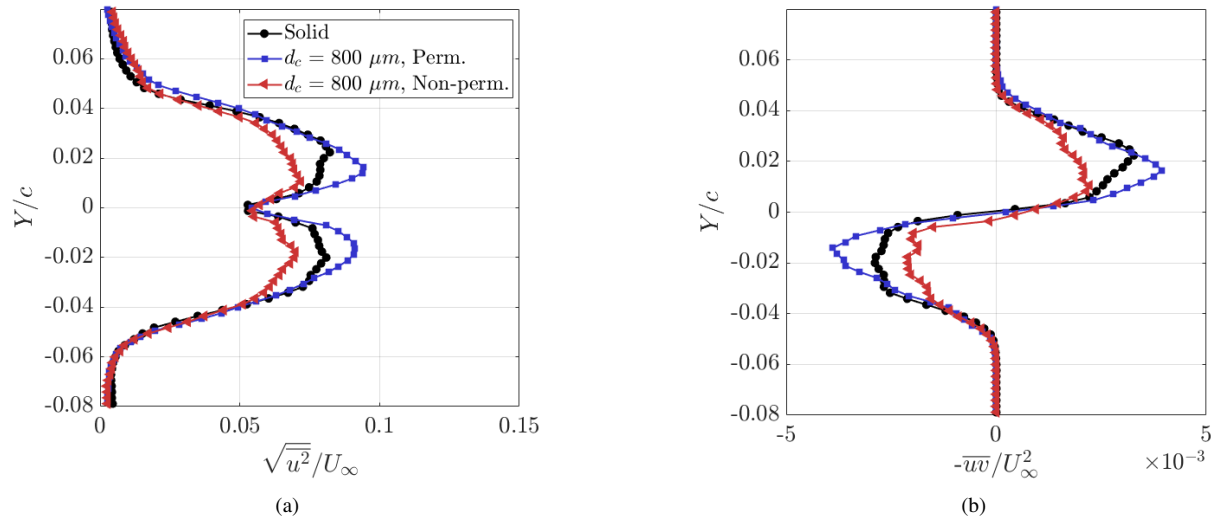 Solid
d_c = 800 μm, Perm.
d_c = 800 μm, Non-perm.
0.06
0.04
0.02
0
-0.02
-0.04
-0.06
-0.08
Y/c
0 0.05 0.1 0.15
√\overline{u^2}/U_∞
(a)
0.06
0.04
0.02
0
-0.02
-0.04
-0.06
-0.08
Y/c
-5 0 5
-\overline{uv}/U_∞^2
×10^{-3}
(b)